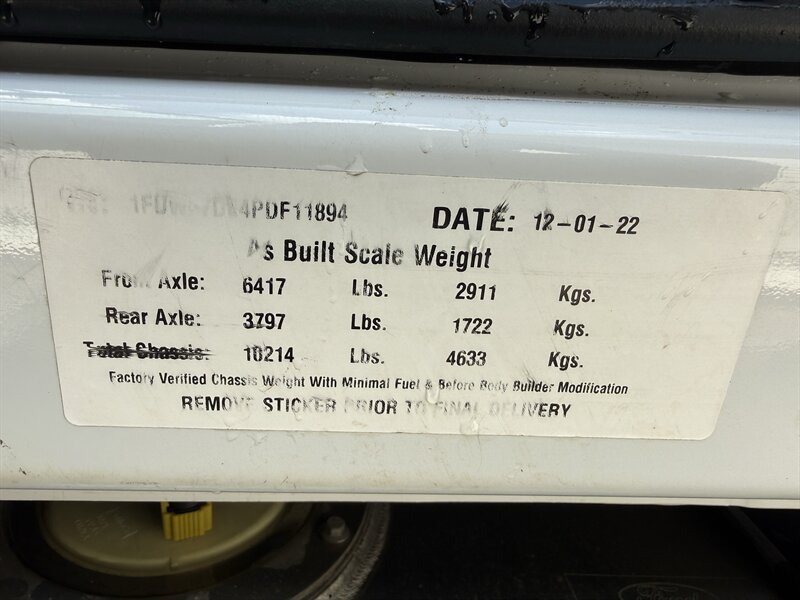 4PDF11894 DATE: 12-01-22
As Built Scale Weight
Front Axle: 6417 Lbs. 2911 Kgs.
Rear Axle: 3797 Lbs. 1722 Kgs.
Total Chassis: 10214 Lbs. 4633 Kgs.
Factory Verified Chassis Weight With Minimal Fuel & Before Body Builder Modification
REMOVE STICKER PRIOR TO FINAL DELIVERY